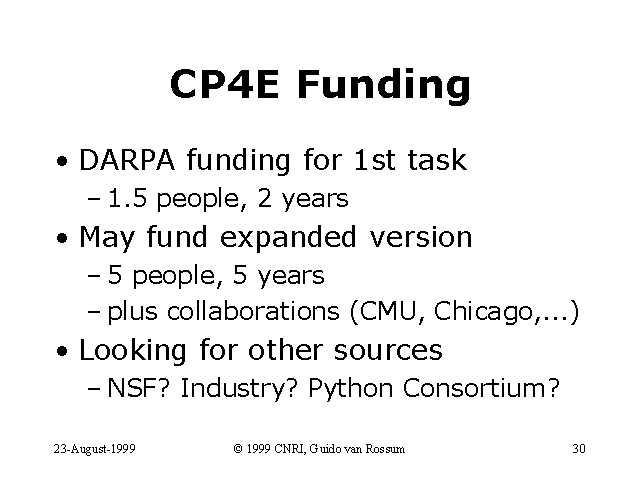 CP4E Funding
• DARPA funding for 1st task
– 1.5 people, 2 years
• May fund expanded version
– 5 people, 5 years
– plus collaborations (CMU, Chicago,...)
• Looking for other sources
– NSF? Industry? Python Consortium?
23-August-1999 © 1999 CNRI, Guido van Rossum 30